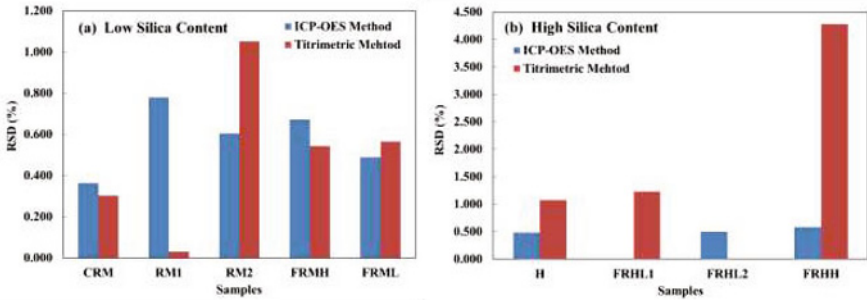 1.200
(a) Low Silica Content
ICP-OES Method
Titrimetric Mehtod
1.000
0.800
0.600
0.400
0.200
0.000
RSD (%)
CRM
RM1
RM2
FRMH
FRML
Samples
4.500
(b) High Silica Content
ICP-OES Method
Titrimetric Mehtod
4.000
3.500
3.000
2.500
2.000
1.500
1.000
0.500
0.000
RSD (%)
H
FRHL1
FRHL2
FRHH
Samples